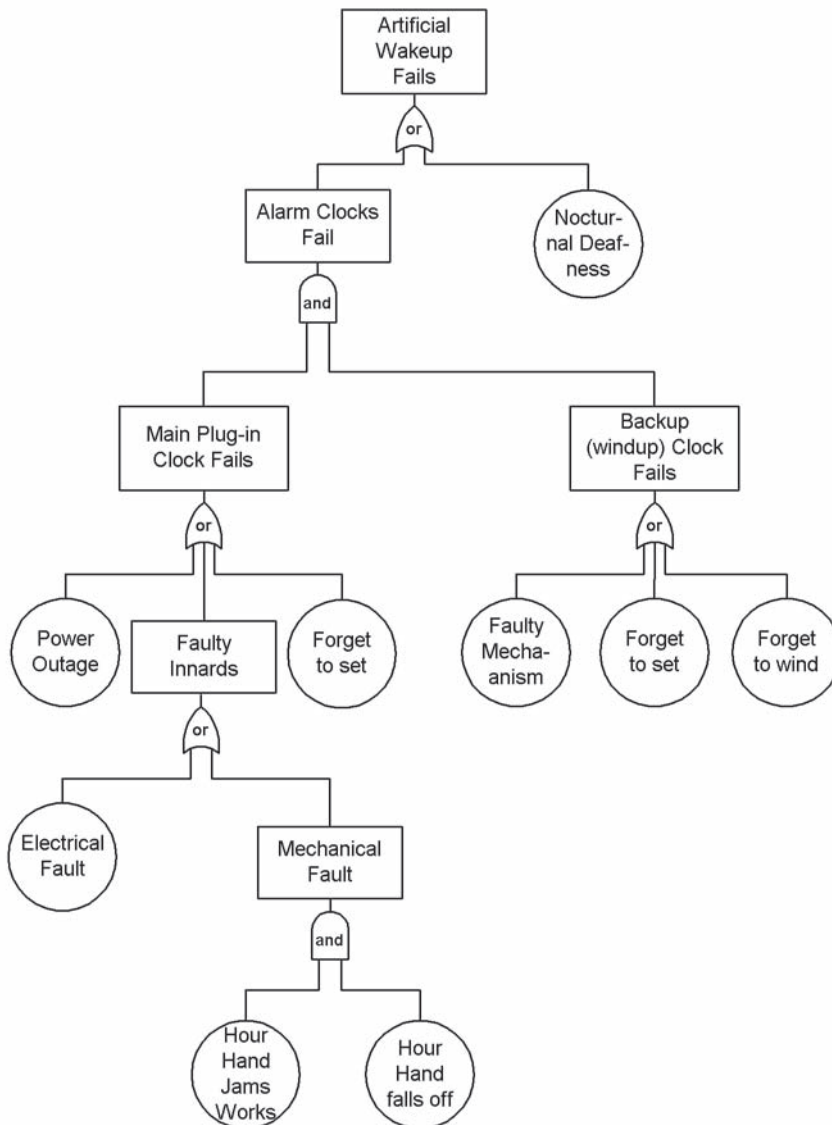 Artificial
Wakeup
Fails
or
Alarm Clocks
Fail
Noctur-
nal Deaf-
ness
and
Main Plug-in
Clock Fails
Backup
(windup) Clock
Fails
or
or
Power
Outage
Faulty
Innards
Forget
to set
Faulty
Mecha-
anism
Forget
to set
Forget
to wind
or
Electrical
Fault
Mechanical
Fault
and
Hour
Hand
Jams
Works
Hour
Hand
falls off